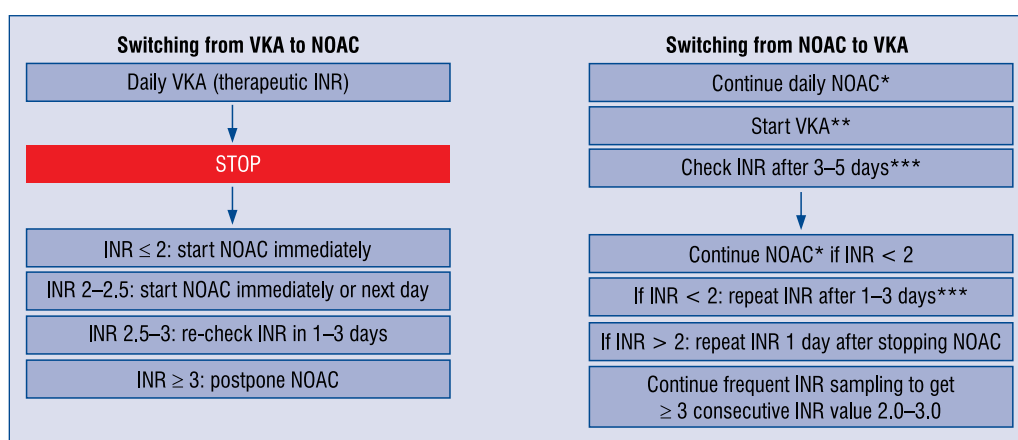 Switching from VKA to NOAC
Daily VKA (therapeutic INR)
STOP
INR ≤ 2: start NOAC immediately
INR 2–2.5: start NOAC immediately or next day
INR 2.5–3: re-check INR in 1–3 days
INR ≥ 3: postpone NOAC
Switching from NOAC to VKA
Continue daily NOAC*
Start VKA**
Check INR after 3–5 days***
Continue NOAC* if INR < 2
If INR < 2: repeat INR after 1–3 days***
If INR > 2: repeat INR 1 day after stopping NOAC
Continue frequent INR sampling to get
≥ 3 consecutive INR value 2.0–3.0